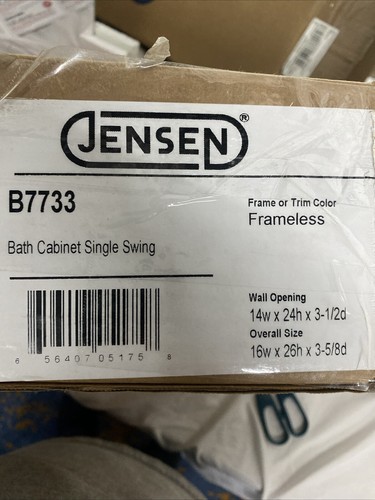 JENSEN®
B7733
Bath Cabinet Single Swing
Frame or Trim Color
Frameless
Wall Opening
14w x 24h x 3-1/2d
Overall Size
16w x 26h x 3-5/8d
6 56407 05175 8